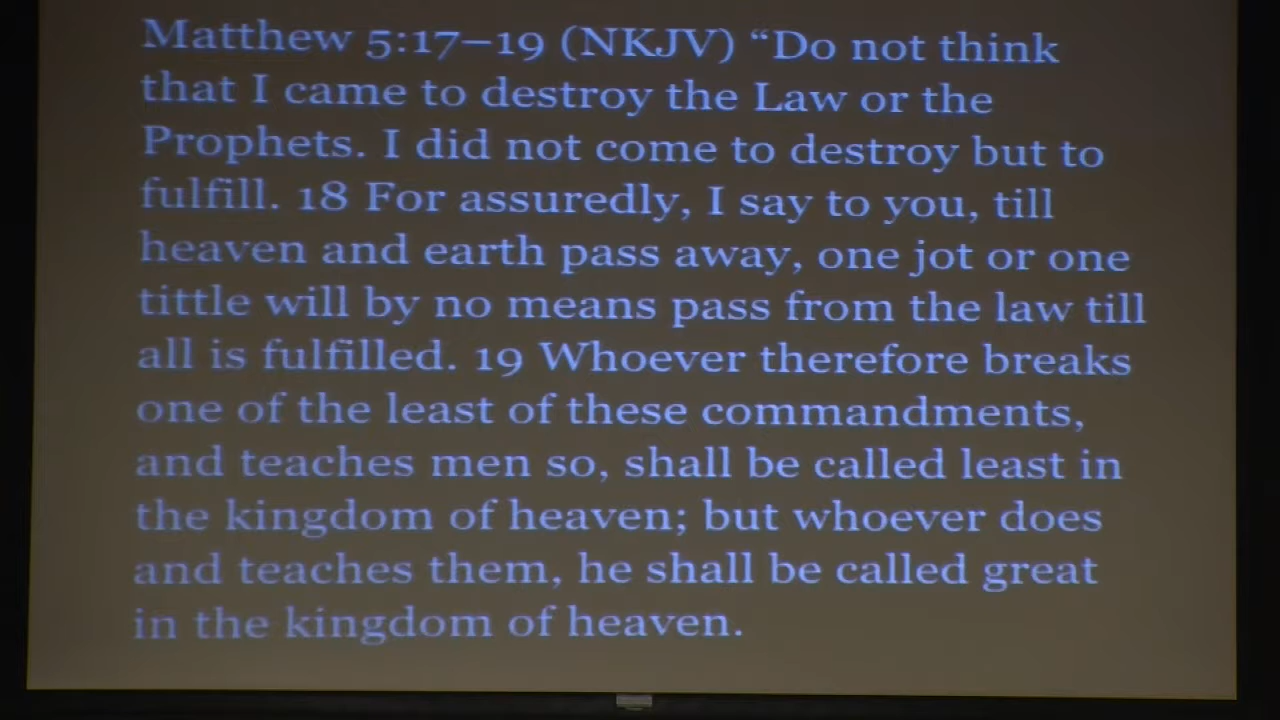 Matthew 5:17–19 (NKJV) “Do not think
that I came to destroy the Law or the
Prophets. I did not come to destroy but to
fulfill. 18 For assuredly, I say to you, till
heaven and earth pass away, one jot or one
tittle will by no means pass from the law till
all is fulfilled. 19 Whoever therefore breaks
one of the least of these commandments,
and teaches men so, shall be called least in
the kingdom of heaven; but whoever does
and teaches them, he shall be called great
in the kingdom of heaven.